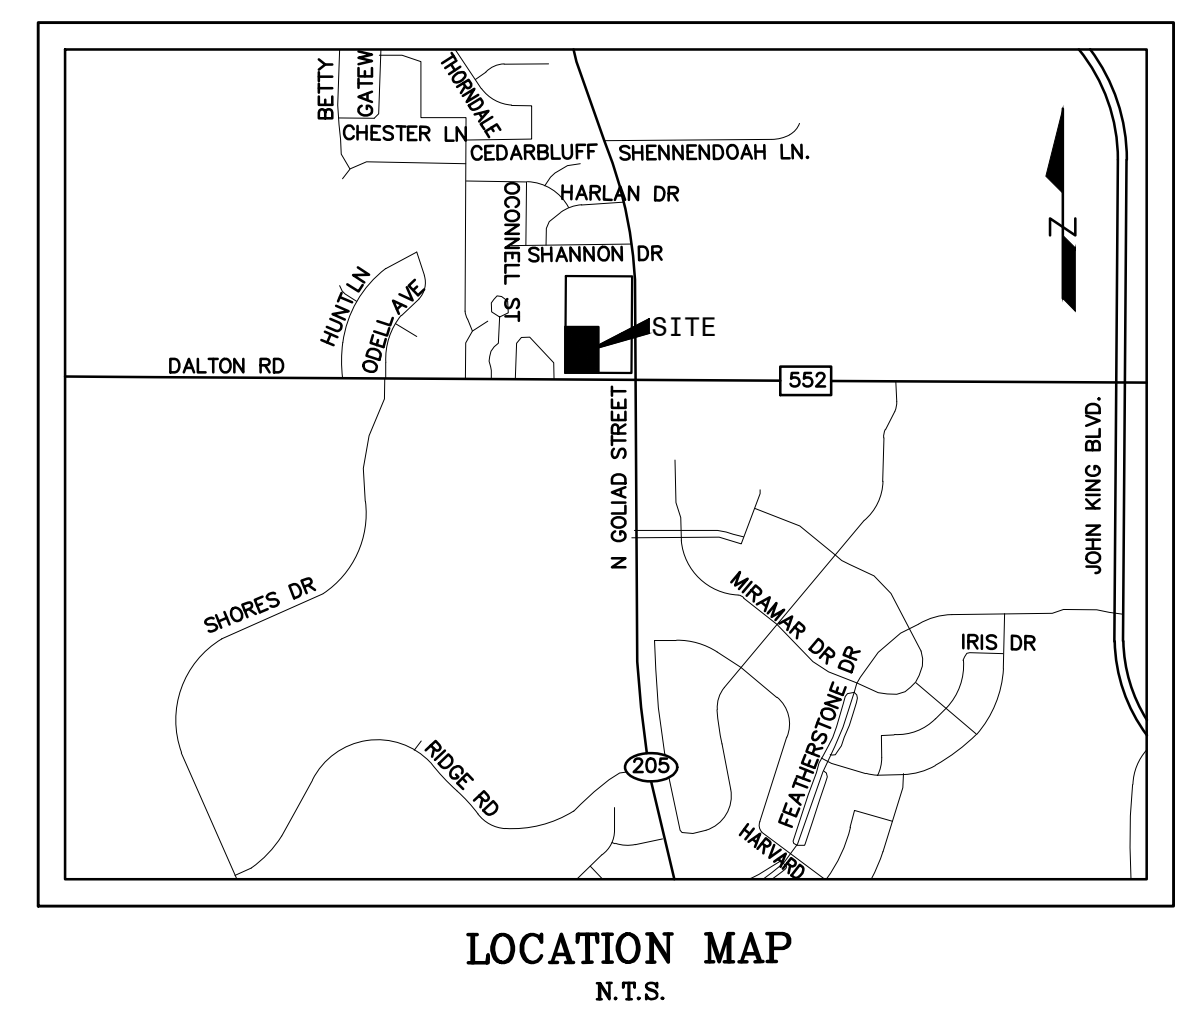 BETTY
GATEW
THORNDALE
CHESTER LN
CEDARBLUFF
SHENNENDOAH LN.
HARLAN DR
OCONNELL ST
SHANNON DR
Z
HUNT LN
ODELL AVE
SITE
DALTON RD
552
N GOLIAD STREET
JOHN KING BLVD.
SHORES DR
MIRAMAR DR
IRIS DR
FEATHERSTONE DR
RIDGE RD
205
HARVARD
LOCATION MAP
N.T.S.